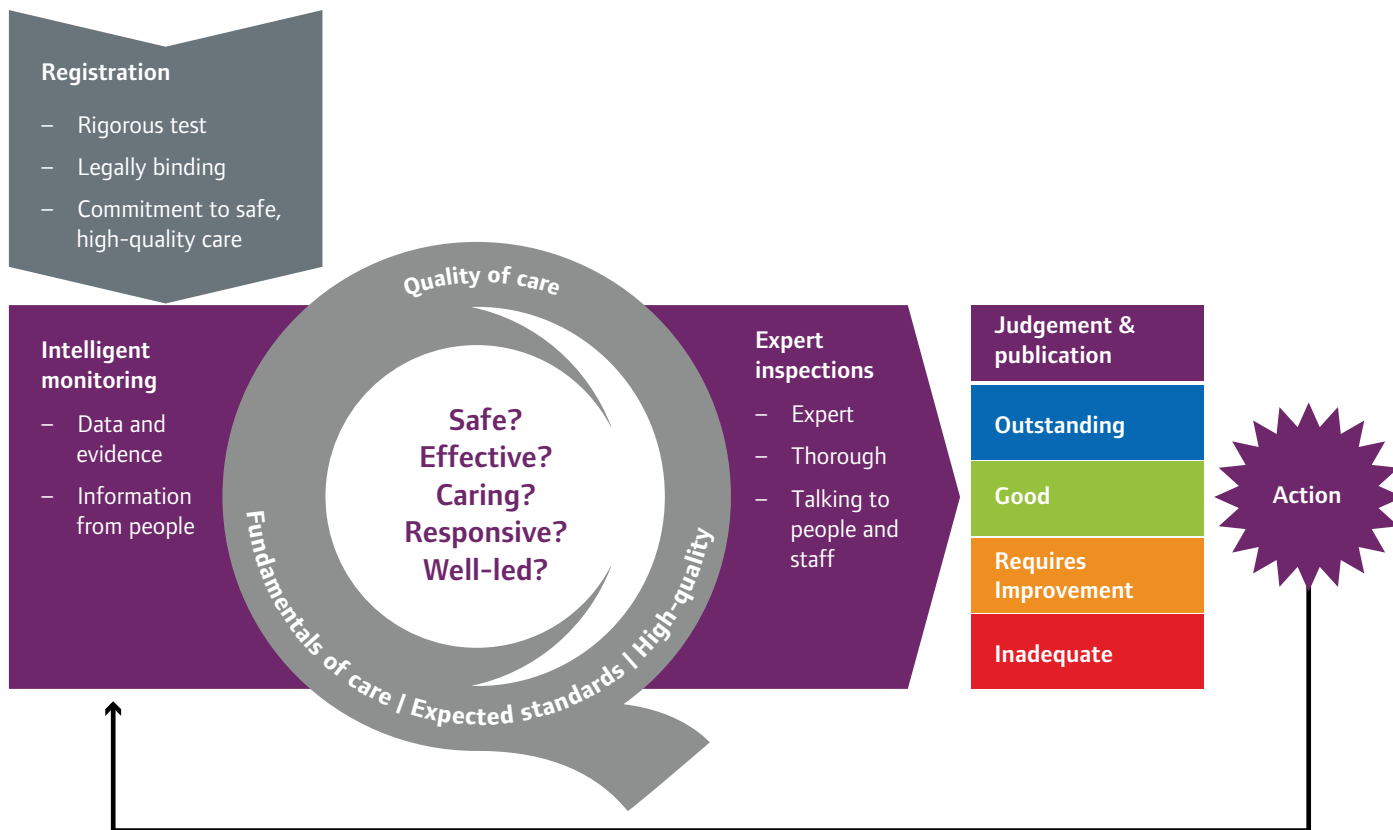 Registration
– Rigorous test
– Legally binding
– Commitment to safe,
high-quality care
Quality of care
Fundamentals of care | Expected standards | High-quality
Intelligent
monitoring
– Data and
evidence
– Information
from people
Safe?
Effective?
Caring?
Responsive?
Well-led?
Expert
inspections
– Expert
– Thorough
– Talking to
people and
staff
Judgement &
publication
Outstanding
Good
Requires
Improvement
Inadequate
Action